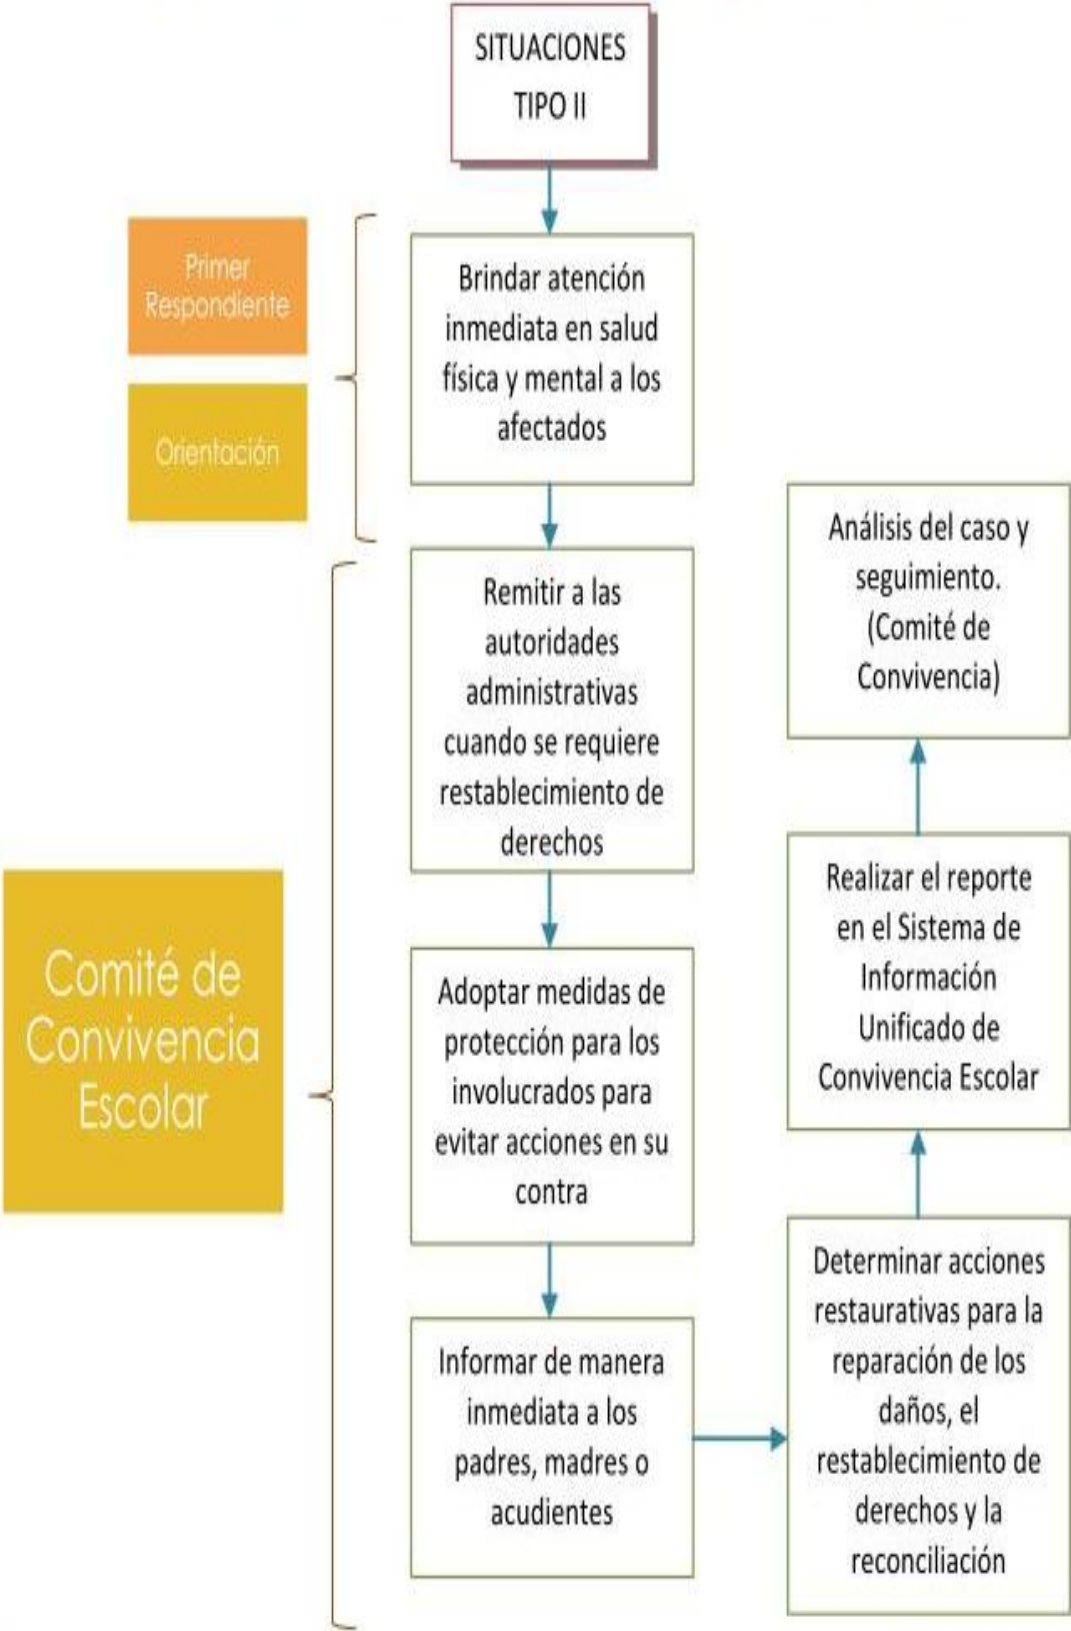 SITUACIONES
TIPO II
Primer
Respondiente
Orientación
Brindar atención
inmediata en salud
física y mental a los
afectados
Remitir a las
autoridades
administrativas
cuando se requiere
restablecimiento de
derechos
Comité de
Convivencia
Escolar
Adoptar medidas de
protección para los
involucrados para
evitar acciones en su
contra
Informar de manera
inmediata a los
padres, madres o
acudientes
Determinar acciones
restaurativas para la
reparación de los
daños, el
restablecimiento de
derechos y la
reconciliación
Realizar el reporte
en el Sistema de
Información
Unificado de
Convivencia Escolar
Análisis del caso y
seguimiento.
(Comité de
Convivencia)